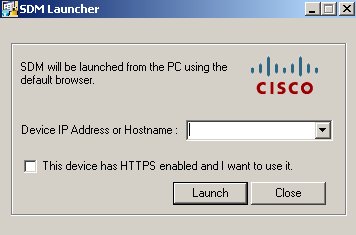 SDM Launcher
SDM will be launched from the PC using the
default browser.
CISCO
Device IP Address or Hostname :
This device has HTTPS enabled and I want to use it.
Launch
Close